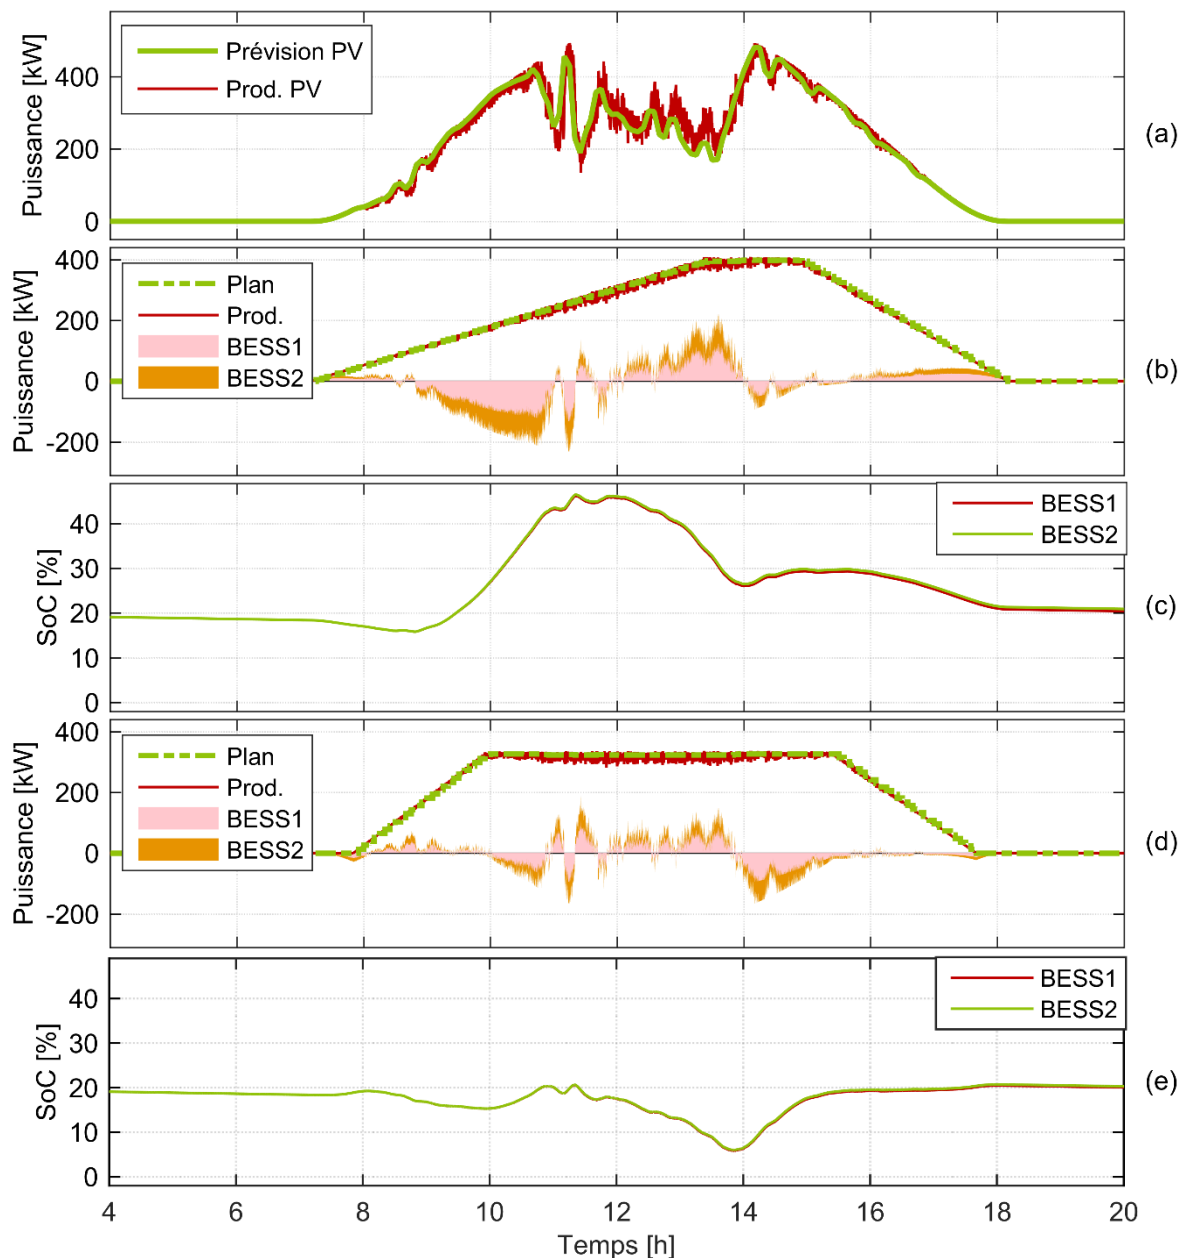 Puissance [kW]
400
200
0
Prévision PV
Prod. PV
(a)
Puissance [kW]
400
200
0
-200
Plan
Prod.
BESS1
BESS2
(b)
SoC [%]
40
30
20
10
0
BESS1
BESS2
(c)
Puissance [kW]
400
200
0
-200
Plan
Prod.
BESS1
BESS2
(d)
SoC [%]
40
30
20
10
0
BESS1
BESS2
(e)
4 6 8 10 12 14 16 18 20
Temps [h]